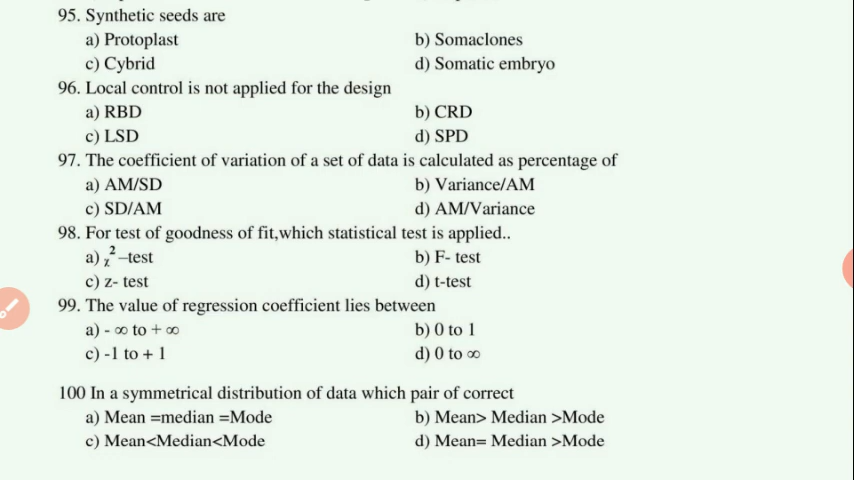 95. Synthetic seeds are
a) Protoplast b) Somaclones
c) Cybrid d) Somatic embryo
96. Local control is not applied for the design
a) RBD b) CRD
c) LSD d) SPD
97. The coefficient of variation of a set of data is calculated as percentage of
a) AM/SD b) Variance/AM
c) SD/AM d) AM/Variance
98. For test of goodness of fit,which statistical test is applied..
a) χ² –test b) F- test
c) z- test d) t-test
99. The value of regression coefficient lies between
a) - ∞ to + ∞ b) 0 to 1
c) -1 to + 1 d) 0 to ∞
100 In a symmetrical distribution of data which pair of correct
a) Mean =median =Mode b) Mean> Median >Mode
c) Mean<Median<Mode d) Mean= Median >Mode